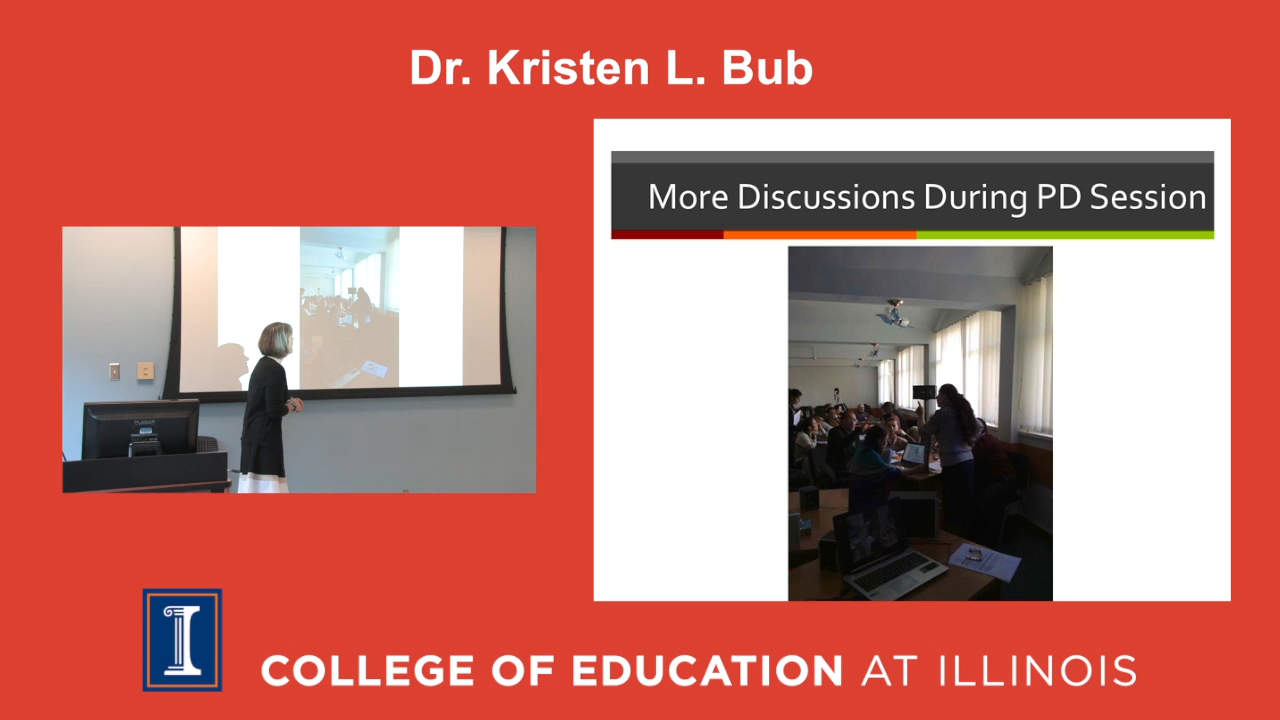 Dr. Kristen L. Bub
More Discussions During PD Session
COLLEGE OF EDUCATION AT ILLINOIS